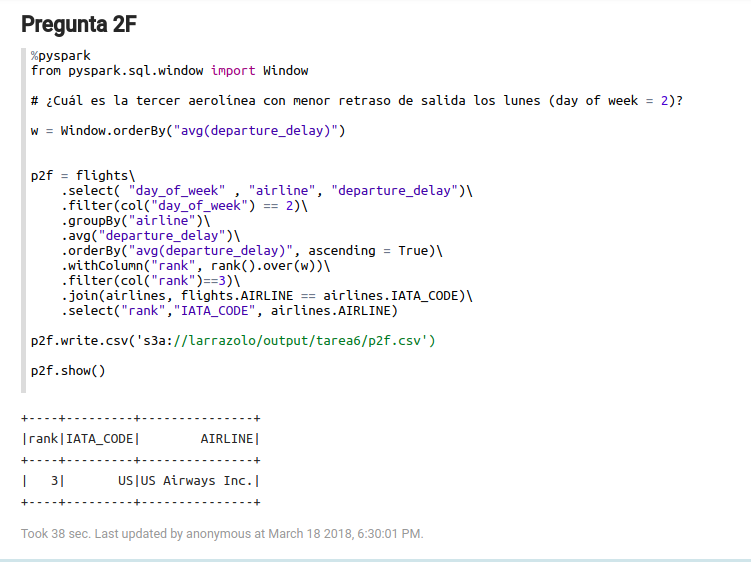 Pregunta 2F
%pyspark
from pyspark.sql.window import Window
# ¿Cuál es la tercer aerolínea con menor retraso de salida los lunes (day of week = 2)?
w = Window.orderBy("avg(departure_delay)")
p2f = flights\
.select( "day_of_week" , "airline", "departure_delay")\
.filter(col("day_of_week") == 2)\
.groupBy("airline")\
.avg("departure_delay")\
.orderBy("avg(departure_delay)", ascending = True)\
.withColumn("rank", rank().over(w))\
.filter(col("rank")==3)\
.join(airlines, flights.AIRLINE == airlines.IATA_CODE)\
.select("rank","IATA_CODE", airlines.AIRLINE)
p2f.write.csv('s3a://larrazolo/output/tarea6/p2f.csv')
p2f.show()
+----+---------+---------------+
|rank|IATA_CODE|        AIRLINE|
+----+---------+---------------+
|   3|       US|US Airways Inc.|
+----+---------+---------------+
Took 38 sec. Last updated by anonymous at March 18 2018, 6:30:01 PM.